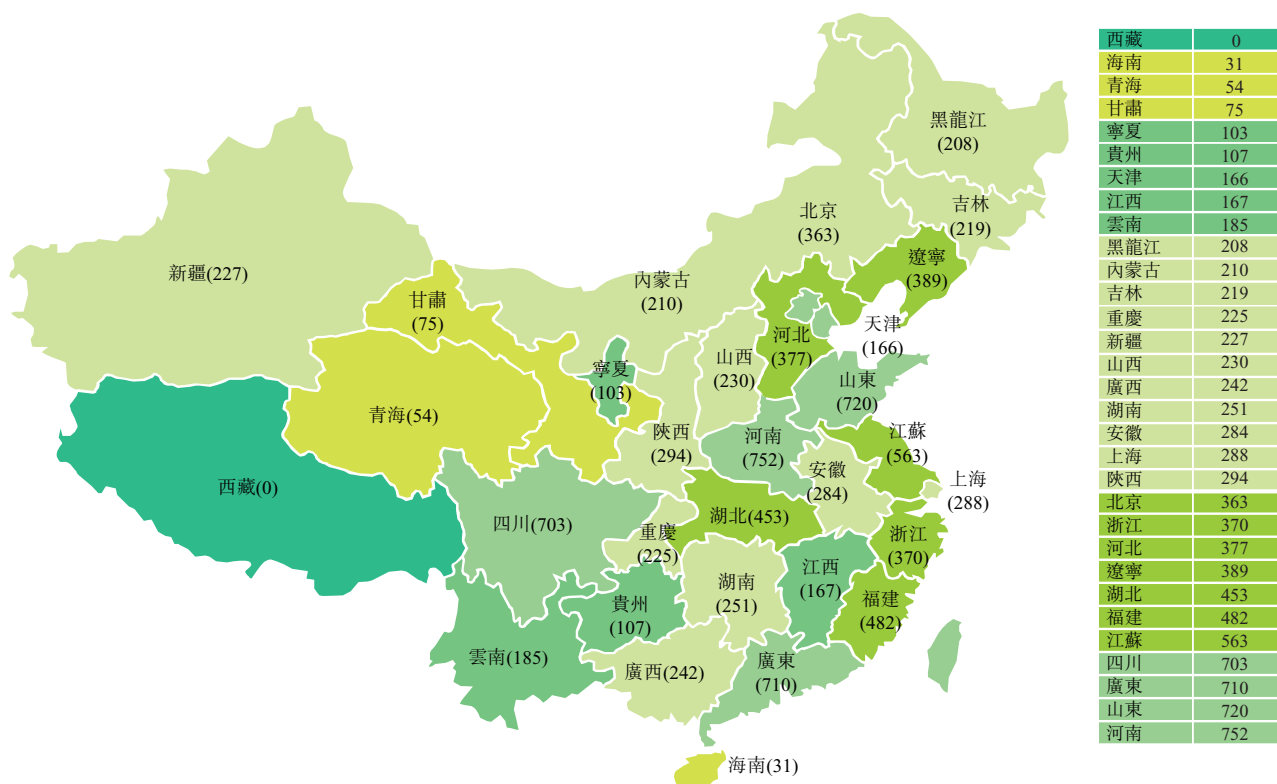 黑龍江
(208)
吉林
(219)
北京
(363)
遼寧
(389)
新疆(227)
內蒙古
(210)
甘肅
(75)
天津
(166)
河北
(377)
山西
(230)
寧夏
(103)
山東
(720)
青海(54)
陝西
(294)
河南
(752)
江蘇
(563)
安徽
(284)
上海
(288)
西藏(0)
四川(703)
湖北(453)
重慶
(225)
浙江
(370)
江西
(167)
湖南
(251)
貴州
(107)
福建
(482)
雲南(185)
廣西(242)
廣東
(710)
海南(31)
西藏 0
海南 31
青海 54
甘肅 75
寧夏 103
貴州 107
天津 166
江西 167
雲南 185
黑龍江 208
內蒙古 210
吉林 219
重慶 225
新疆 227
山西 230
廣西 242
湖南 251
安徽 284
上海 288
陝西 294
北京 363
浙江 370
河北 377
遼寧 389
湖北 453
福建 482
江蘇 563
四川 703
廣東 710
山東 720
河南 752